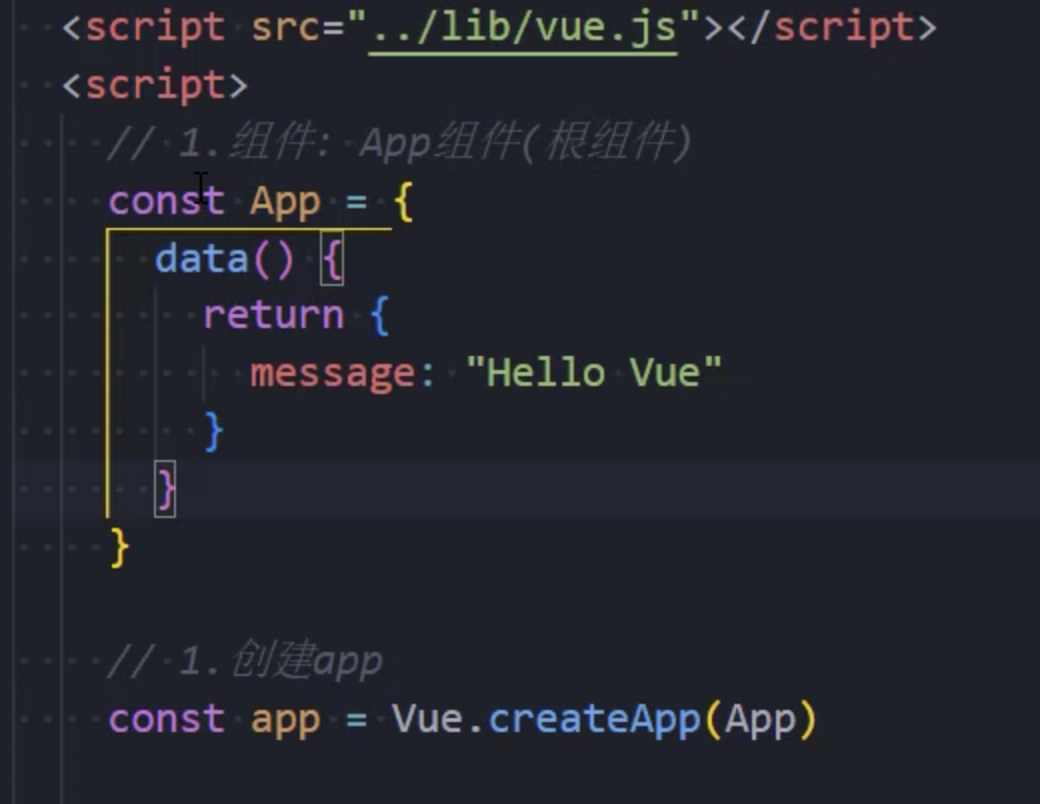 <script src="../lib/vue.js"></script>
<script>
// 1.组件: App组件(根组件)
const App = {
data() {
return {
message: "Hello Vue"
}
}
}
// 1.创建app
const app = Vue.createApp(App)